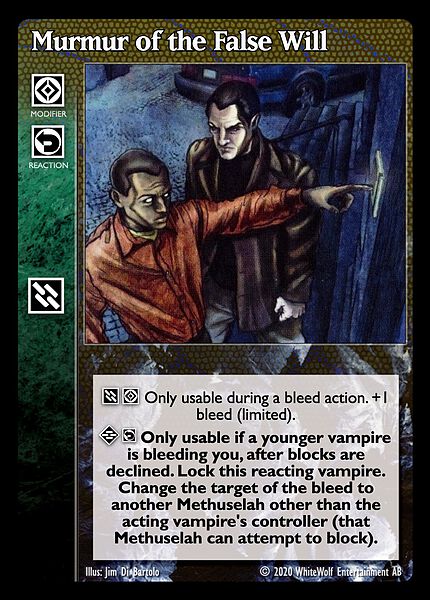 Murmur of the False Will
MODIFIER
REACTION
Only usable during a bleed action. +1
bleed (limited).
Only usable if a younger vampire
is bleeding you, after blocks are
declined. Lock this reacting vampire.
Change the target of the bleed to
another Methuselah other than the
acting vampire's controller (that
Methuselah can attempt to block).
Illus: Jim Di Bartolo
© 2020 WhiteWolf Entertainment AB